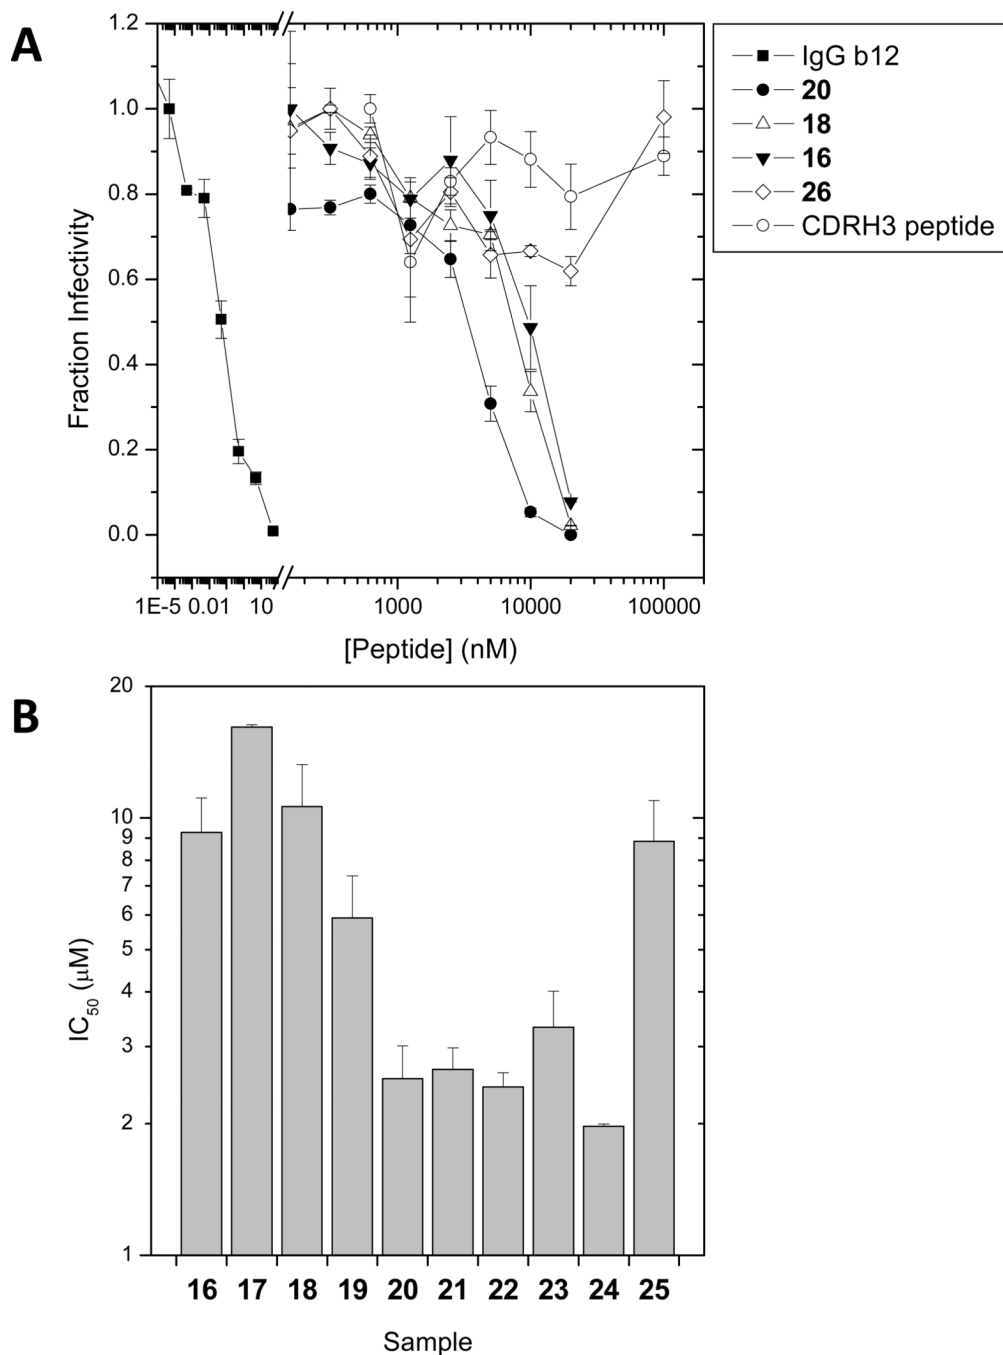 A
1.2
1.0
0.8
0.6
0.4
0.2
0.0
Fraction Infectivity
1E-5 0.01 10 1000 10000 100000
[Peptide] (nM)
IgG b12
20
18
16
26
CDRH3 peptide
B
20
10
9
8
7
6
5
4
3
2
1
IC50 (μM)
16 17 18 19 20 21 22 23 24 25
Sample